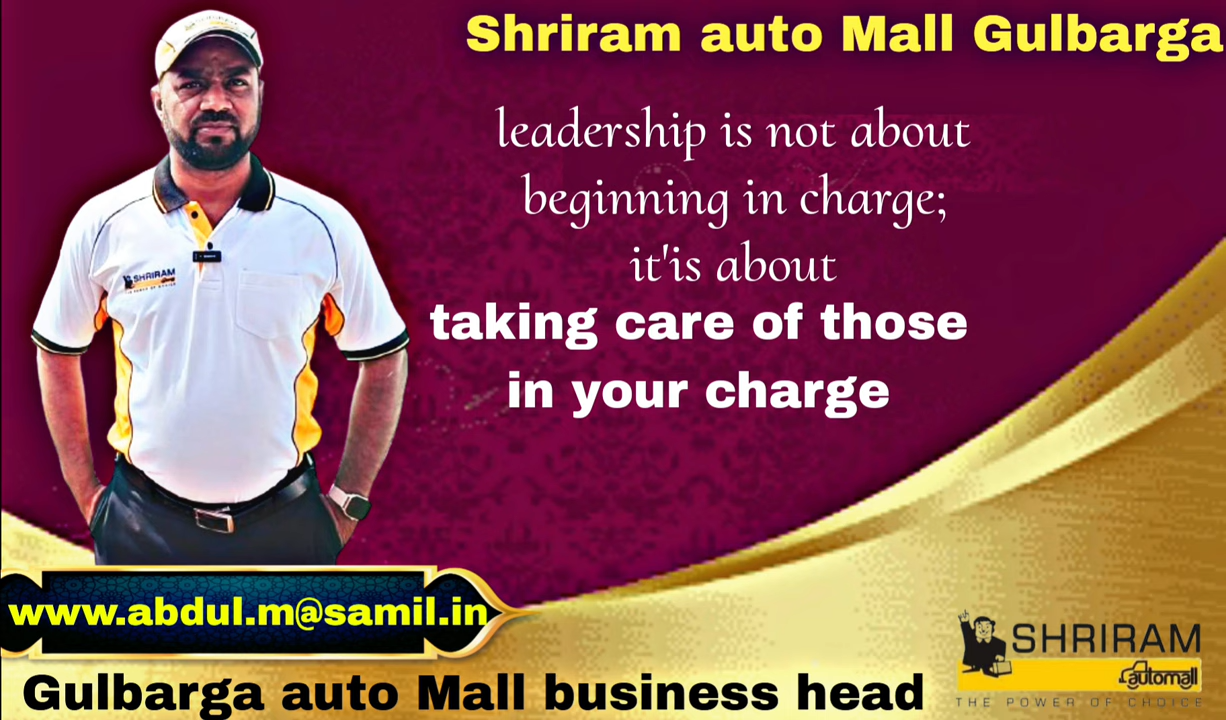 Shriram auto Mall Gulbarga
leadership is not about
beginning in charge;
it'is about
taking care of those
in your charge
SHRIRAM
www.abdul.m@samil.in
Gulbarga auto Mall business head
SHRIRAM
automall
THE POWER OF CHOICE